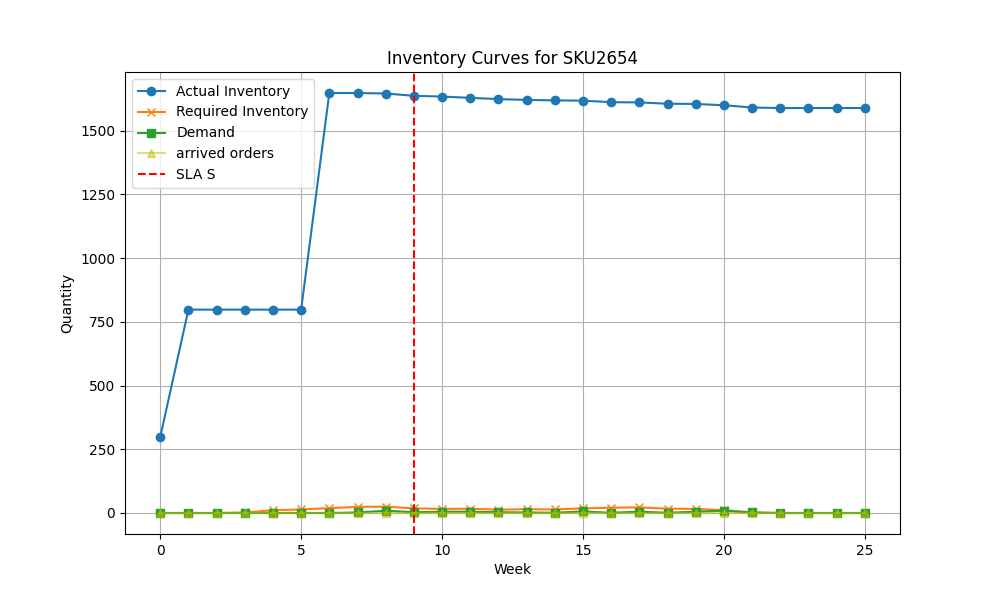 Inventory Curves for SKU2654
Actual Inventory
Required Inventory
Demand
arrived orders
SLA S
1500
1250
1000
750
500
250
0
Quantity
0 5 10 15 20 25
Week